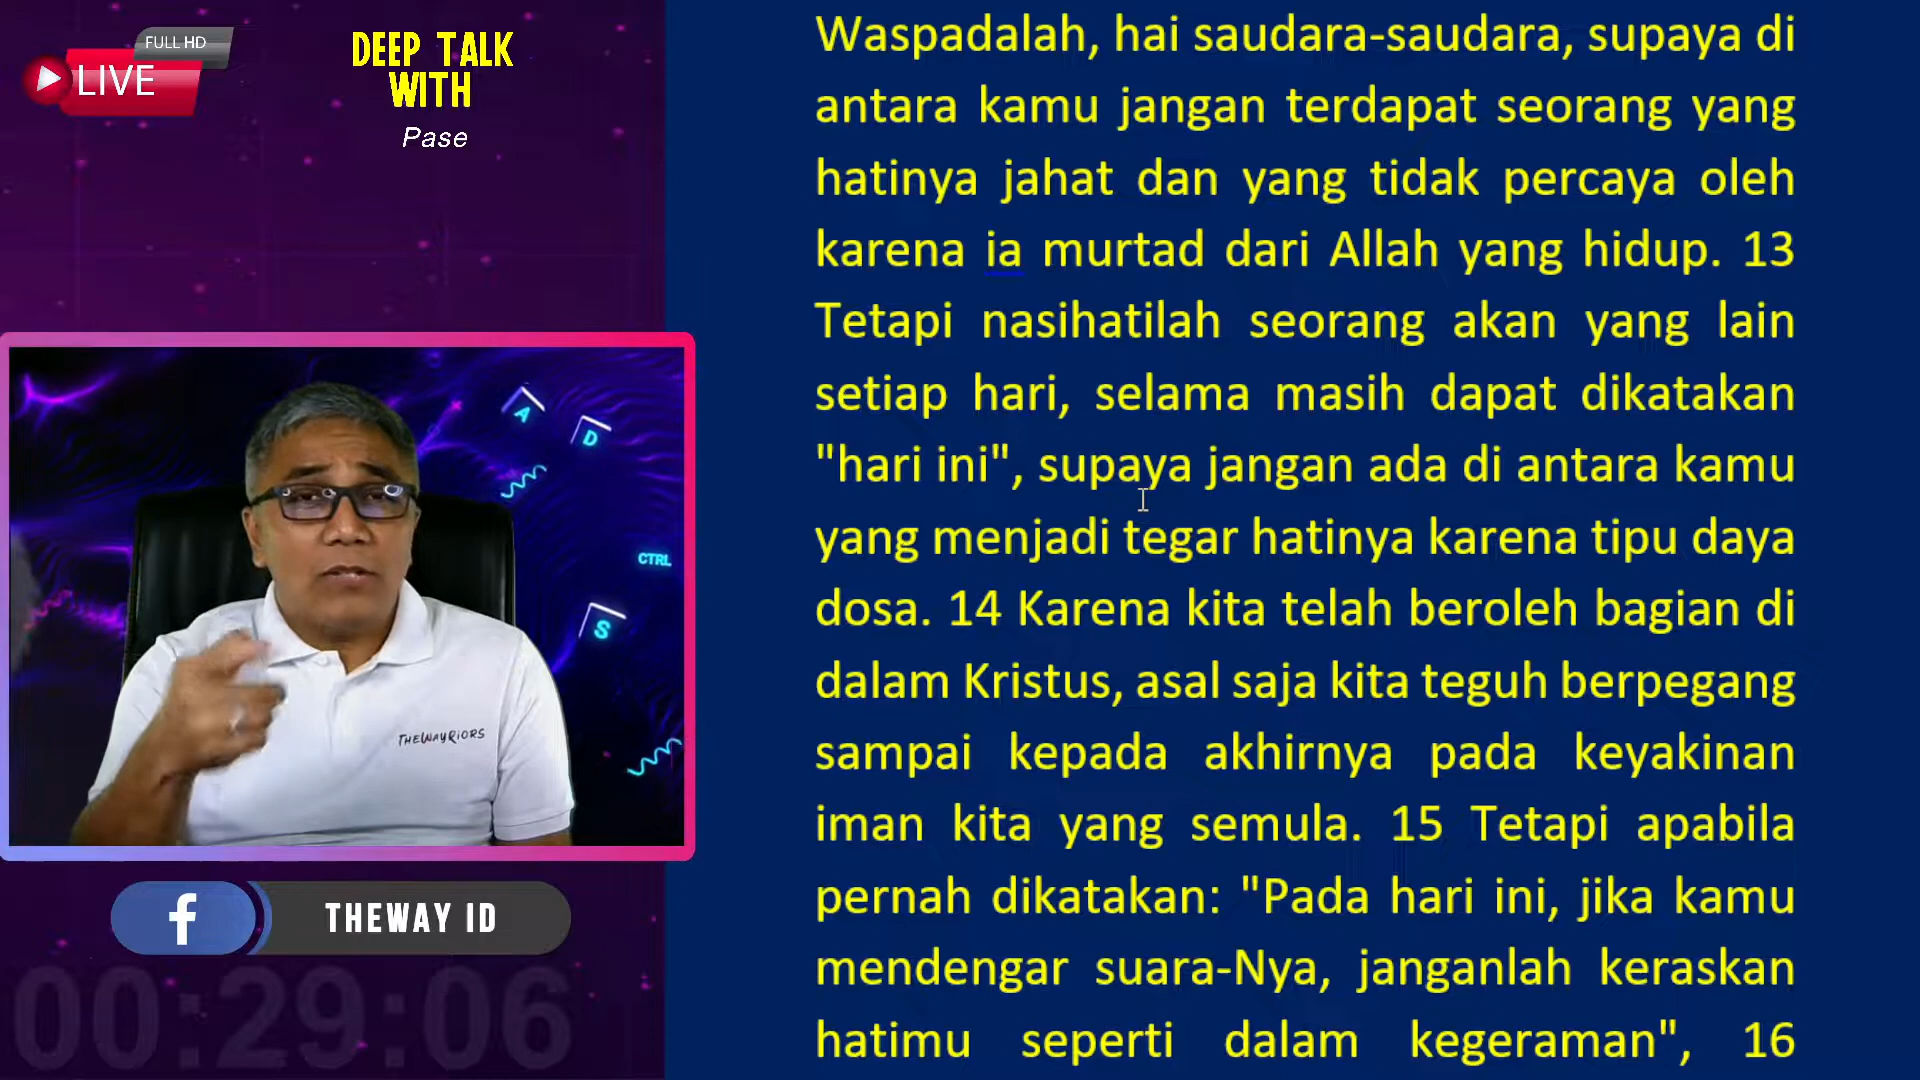 FULL HD
LIVE
DEEP TALK
WITH
Pase
Waspadalah, hai saudara-saudara, supaya di
antara kamu jangan terdapat seorang yang
hatinya jahat dan yang tidak percaya oleh
karena ia murtad dari Allah yang hidup. 13
Tetapi nasihatilah seorang akan yang lain
setiap hari, selama masih dapat dikatakan
"hari ini", supaya jangan ada di antara kamu
yang menjadi tegar hatinya karena tipu daya
dosa. 14 Karena kita telah beroleh bagian di
dalam Kristus, asal saja kita teguh berpegang
sampai kepada akhirnya pada keyakinan
iman kita yang semula. 15 Tetapi apabila
pernah dikatakan: "Pada hari ini, jika kamu
mendengar suara-Nya, janganlah keraskan
hatimu seperti dalam kegeraman", 16
A
D
CTRL
S
THEWAYRIORS
f
THEWAY ID
00:29:06